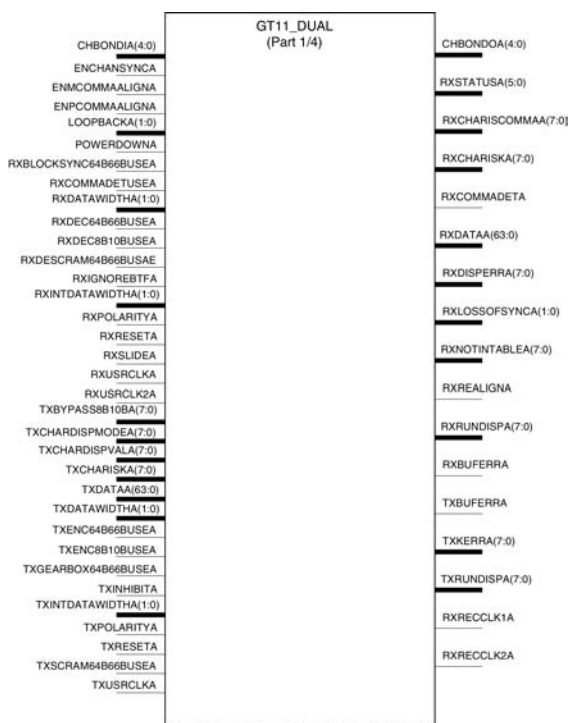 GT11_DUAL
(Part 1/4)
CHBONDIA(4:0)
ENCHANSYNCA
ENMCOMMAALIGNA
ENPCOMMAALIGNA
LOOPBACKA(1:0)
POWERDOWNA
RXBLOCKSYNC64B66BUSEA
RXCOMMADETUSEA
RXDATAWIDTHA(1:0)
RXDEC64B66BUSEA
RXDEC8B10BUSEA
RXDESCRAM64B66BUSAE
RXIGNOREBTFA
RXINTDATAWIDTHA(1:0)
RXPOLARITYA
RXRESETA
RXSLIDEA
RXUSRCLKA
RXUSRCLK2A
TXBYPASS8B10BA(7:0)
TXCHARDISPMODEA(7:0)
TXCHARDISPVALA(7:0)
TXCHARISKA(7:0)
TXDATAA(63:0)
TXDATAWIDTHA(1:0)
TXENC64B66BUSEA
TXENC8B10BUSEA
TXGEARBOX64B66BUSEA
TXINHIBITA
TXINTDATAWIDTHA(1:0)
TXPOLARITYA
TXRESETA
TXSCRAM64B66BUSEA
TXUSRCLKA
CHBONDOA(4:0)
RXSTATUSA(5:0)
RXCHARISCOMMAA(7:0)
RXCHARISKA(7:0)
RXCOMMADETA
RXDATAA(63:0)
RXDISPERRA(7:0)
RXLOSSOFSYNCA(1:0)
RXNOTINTABLEA(7:0)
RXREALIGNA
RXRUNDISPA(7:0)
RXBUFERRA
TXBUFERRA
TXKERRA(7:0)
TXRUNDISPA(7:0)
RXRECCLK1A
RXRECCLK2A